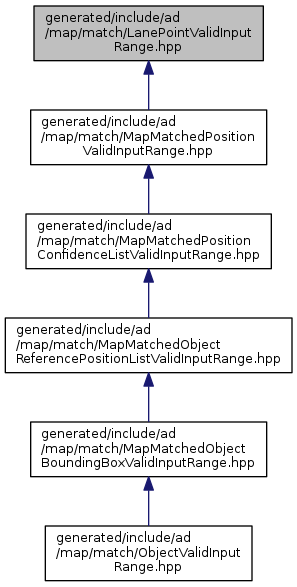 generated/include/ad
/map/match/LanePointValidInput
Range.hpp
generated/include/ad
/map/match/MapMatchedPosition
ValidInputRange.hpp
generated/include/ad
/map/match/MapMatchedPosition
ConfidenceListValidInputRange.hpp
generated/include/ad
/map/match/MapMatchedObject
ReferencePositionListValidInputRange.hpp
generated/include/ad
/map/match/MapMatchedObject
BoundingBoxValidInputRange.hpp
generated/include/ad
/map/match/ObjectValidInput
Range.hpp